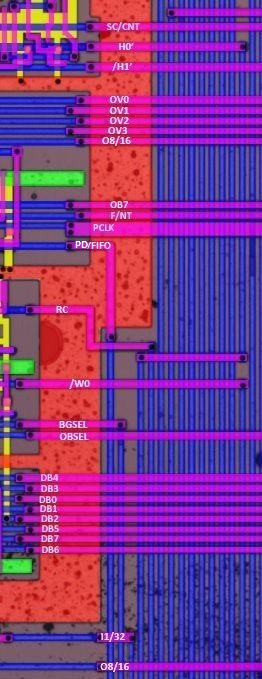 SC/CNT
H0'
/H1'
OV0
OV1
OV2
OV3
O8/16
OB7
F/NT
PCLK
PD/FIFO
RC
/W0
BGSEL
OBSEL
DB4
DB3
DB0
DB1
DB2
DB5
DB7
DB6
I1/32
O8/16